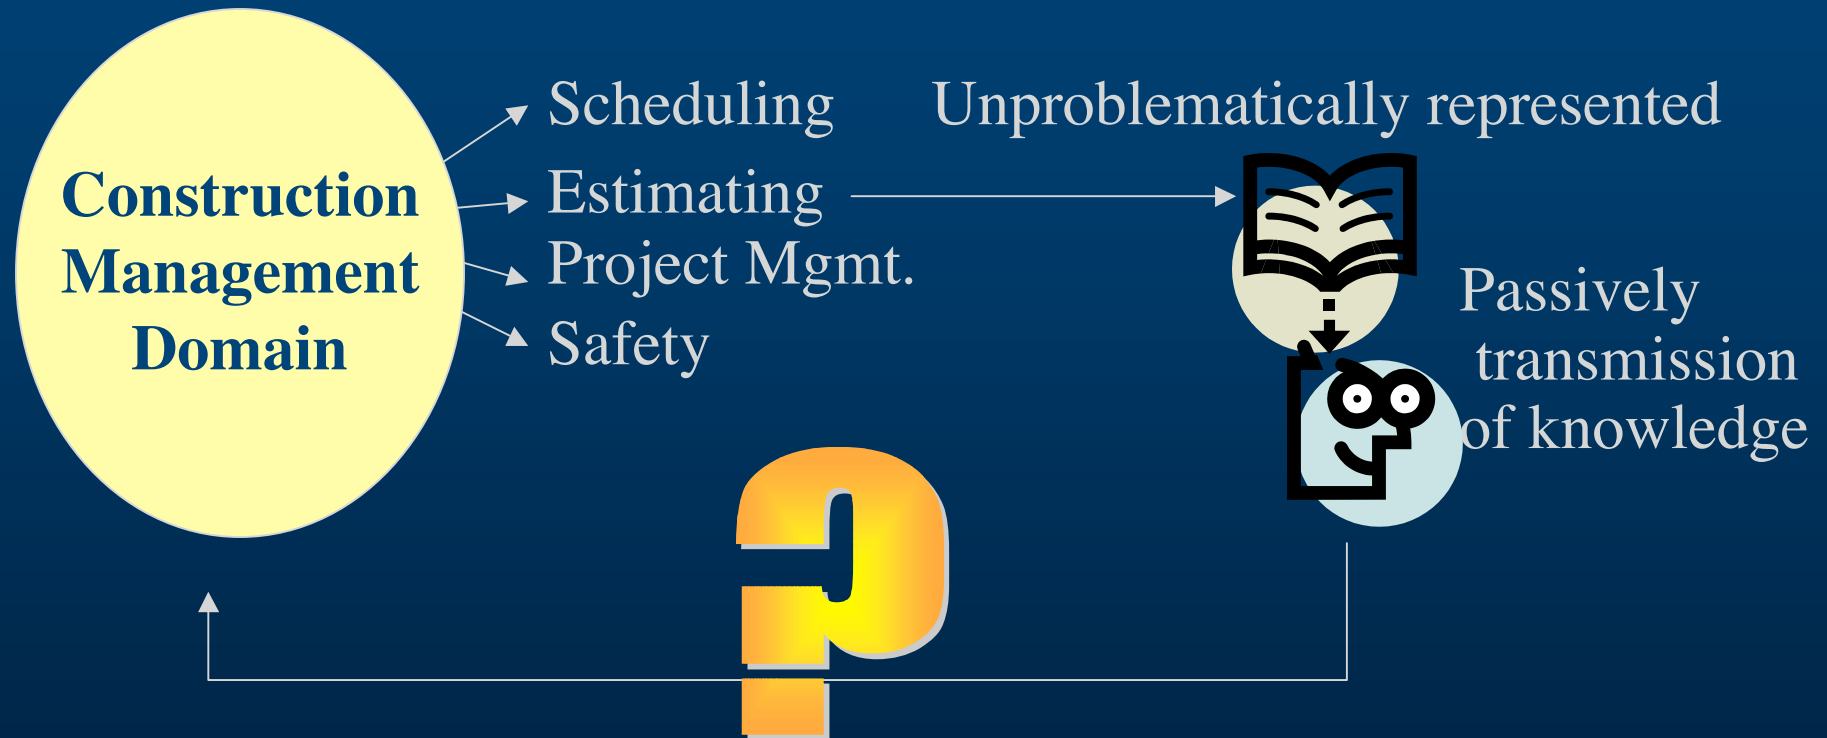 Construction
Management
Domain
Scheduling
Estimating
Project Mgmt.
Safety
Unproblematically represented
Passively
transmission
of knowledge
?